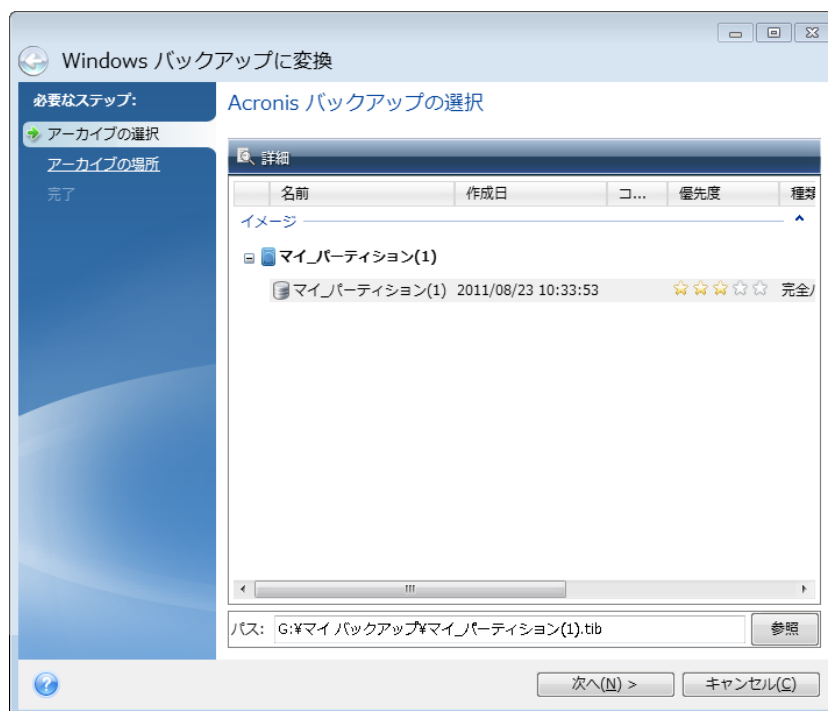 Windows バックアップに変換
必要なステップ:
アーカイブの選択
アーカイブの場所
完了
Acronis バックアップの選択
詳細
名前 作成日 コ... 優先度 種類
イメージ
マイ_パーティション(1)
マイ_パーティション(1) 2011/08/23 10:33:53 完全バ
パス: G:¥マイ バックアップ¥マイ_パーティション(1).tib 参照
次へ(N) > キャンセル(C)